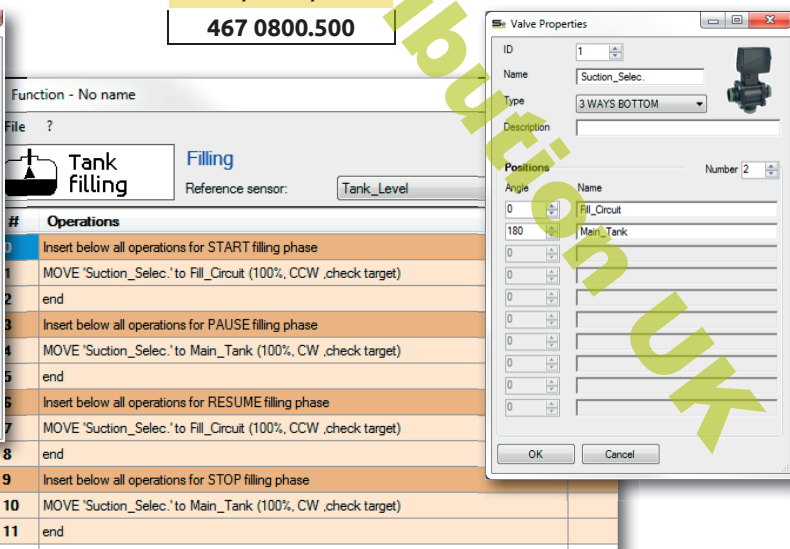 467 0800.500
Function - No name
File ?
Tank filling
Filling
Reference sensor: Tank_Level
# Operations
0 Insert below all operations for START filling phase
1 MOVE 'Suction_Selec.' to Fill_Circuit (100%, CCW ,check target)
2 end
3 Insert below all operations for PAUSE filling phase
4 MOVE 'Suction_Selec.' to Main_Tank (100%, CW ,check target)
5 end
6 Insert below all operations for RESUME filling phase
7 MOVE 'Suction_Selec.' to Fill_Circuit (100%, CCW ,check target)
8 end
9 Insert below all operations for STOP filling phase
10 MOVE 'Suction_Selec.' to Main_Tank (100%, CW ,check target)
11 end
Valve Properties
ID 1
Name Suction_Selec.
Type 3 WAYS BOTTOM
Description
Positions Number 2
Angle Name
0 Fill_Circuit
180 Main_Tank
0
0
0
0
0
0
0
0
OK Cancel
bution UK